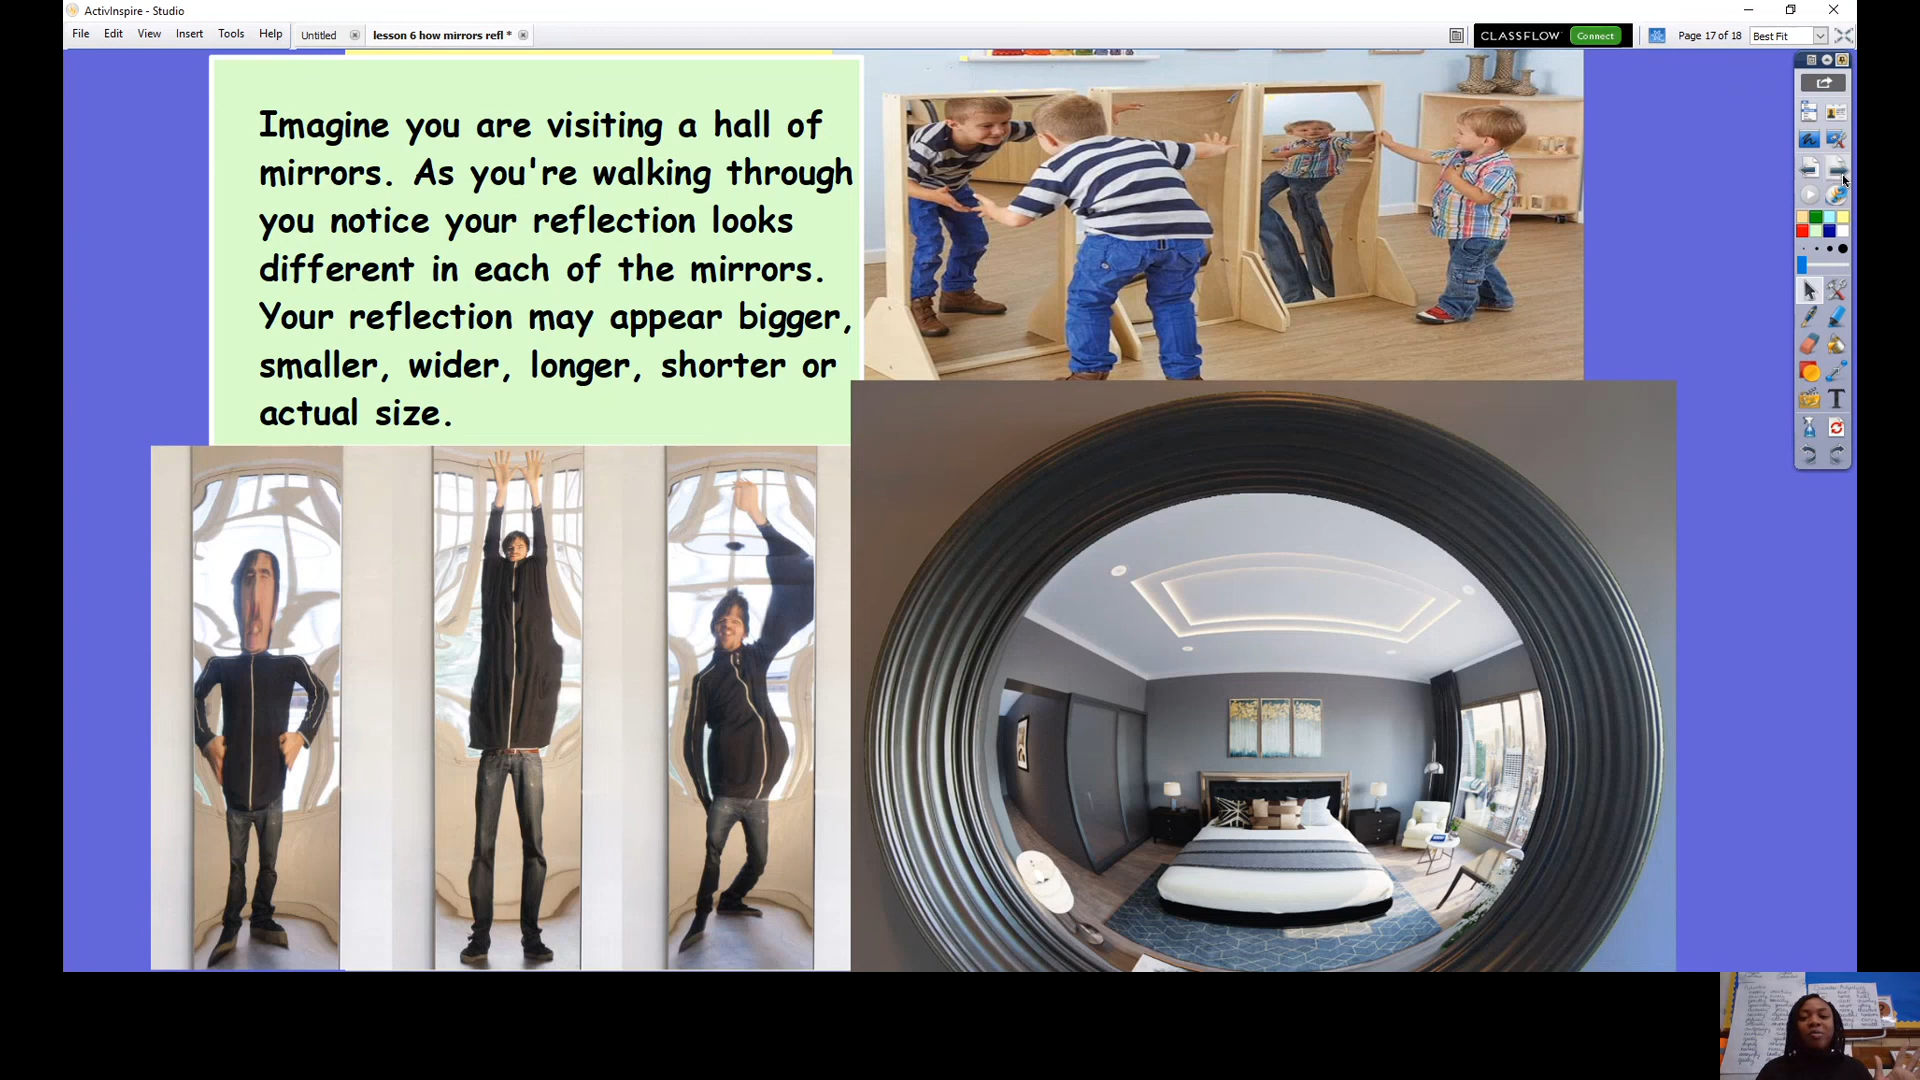 ActivInspire - Studio
File Edit View Insert Tools Help
Untitled
lesson 6 how mirrors refl *
CLASSFLOW Connect
Page 17 of 18
Best Fit
Imagine you are visiting a hall of
mirrors. As you're walking through
you notice your reflection looks
different in each of the mirrors.
Your reflection may appear bigger,
smaller, wider, longer, shorter or
actual size.